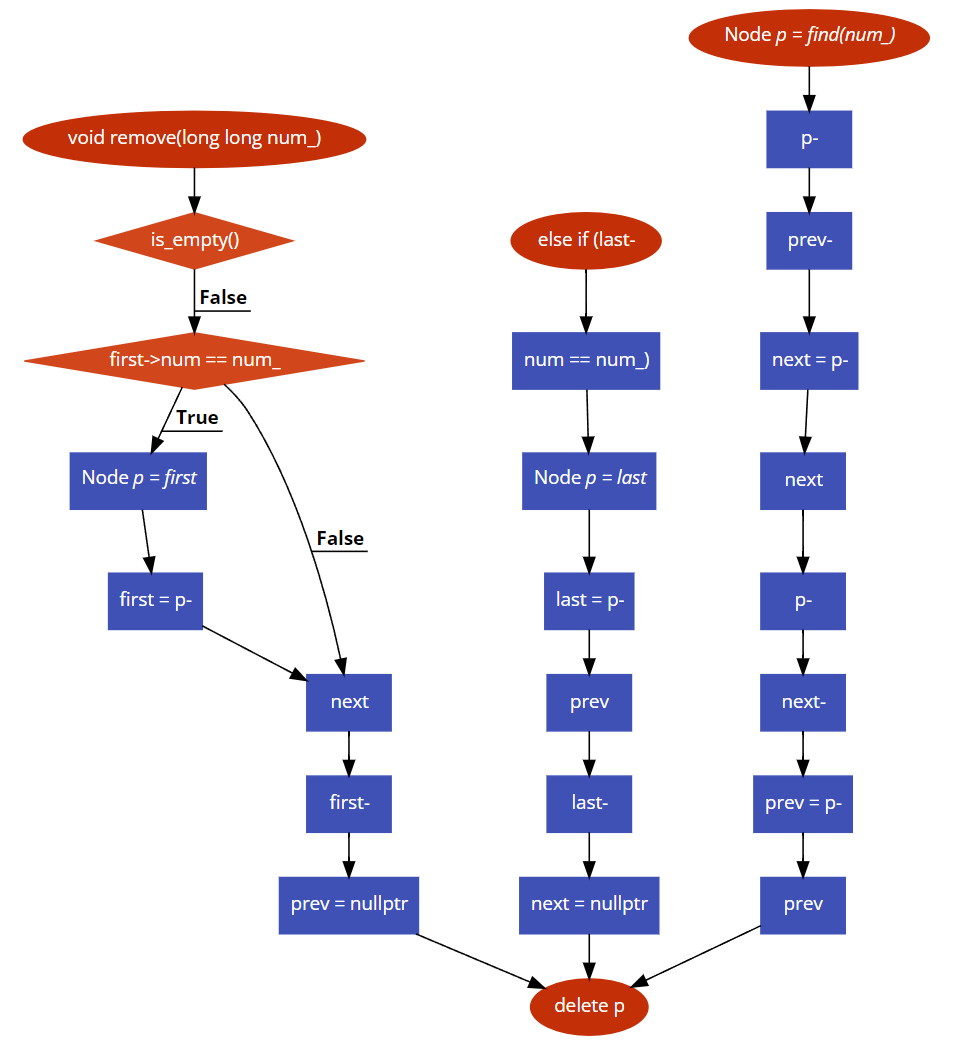 Node p = find(num_)
p-
void remove(long long num_)
is_empty()
else if (last-
prev-
False
first->num == num_
num == num_)
next = p-
True
Node p = first
Node p = last
next
False
first = p-
last = p-
p-
next
prev
next-
first-
last-
prev = p-
prev = nullptr
next = nullptr
prev
delete p